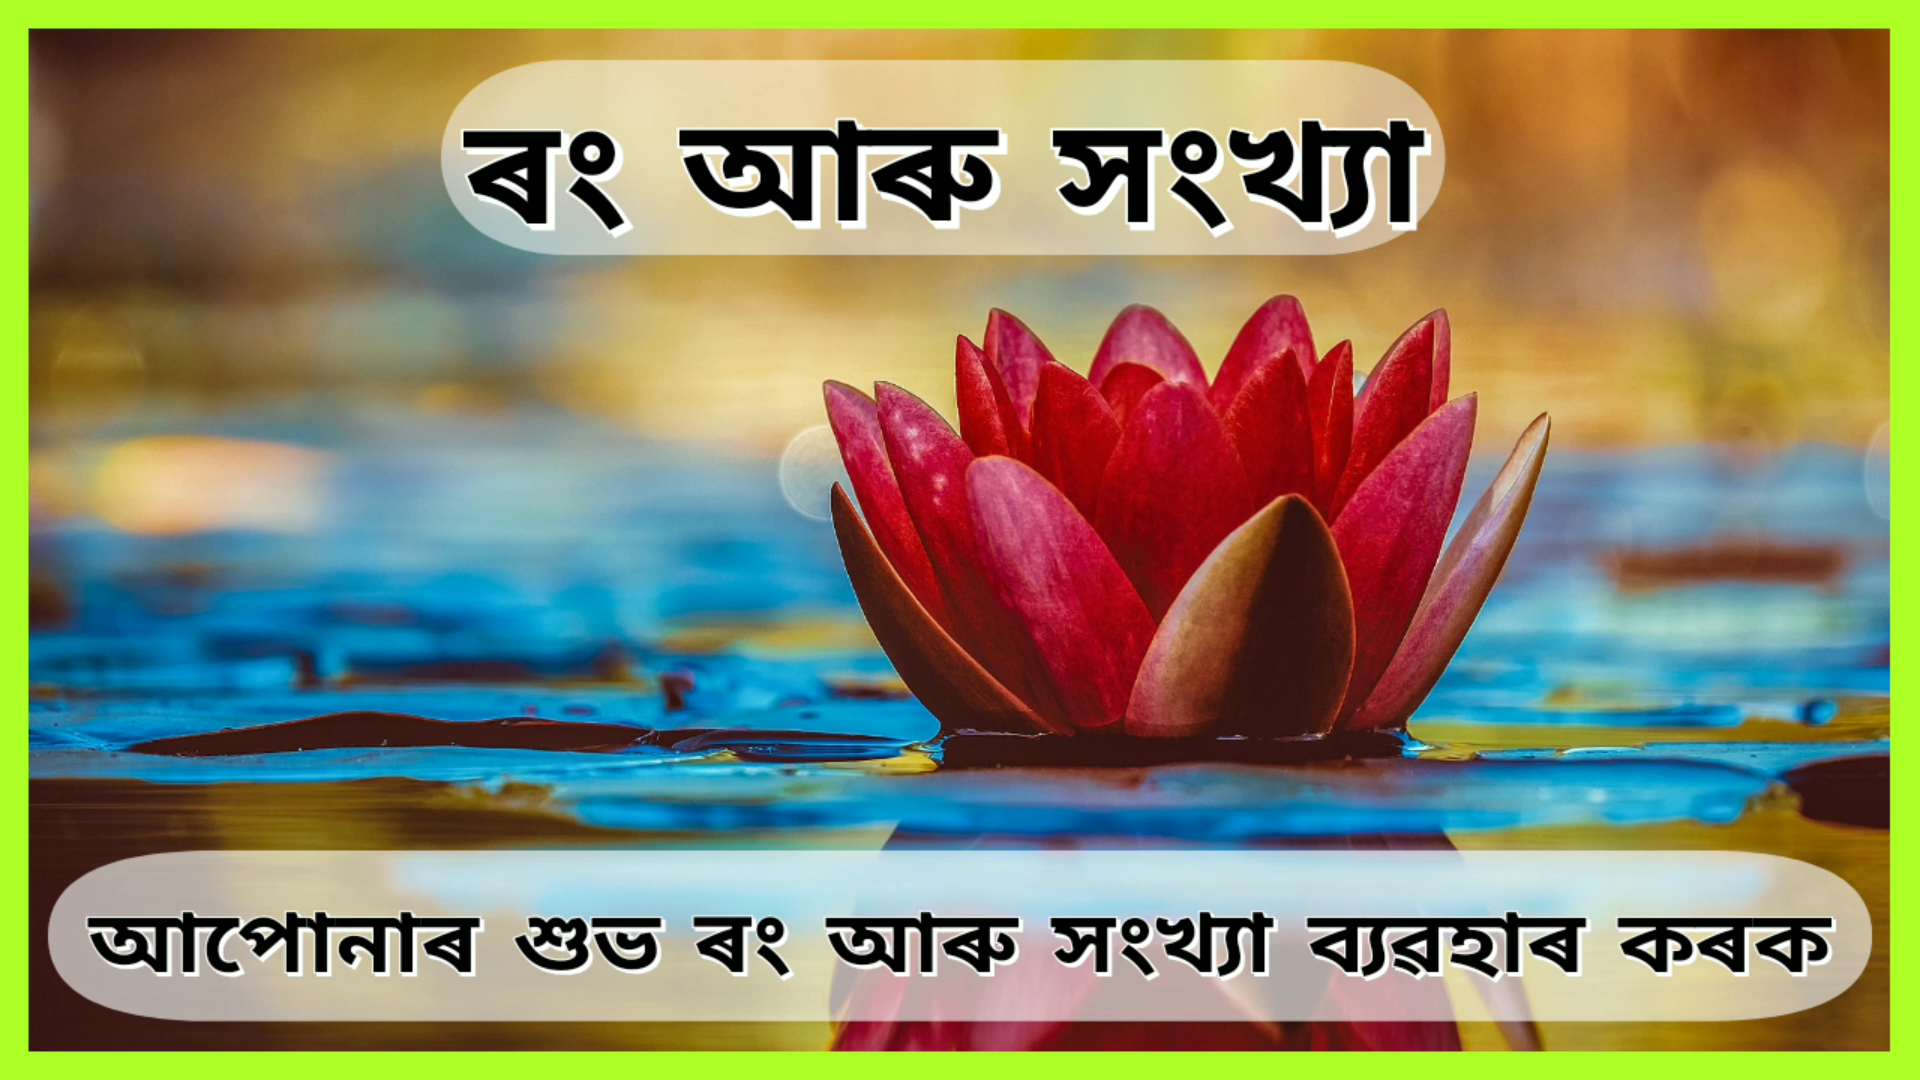 ৰং আৰু সংখ্যা
আপোনাৰ শুভ ৰং আৰু সংখ্যা ব্যৱহাৰ কৰক